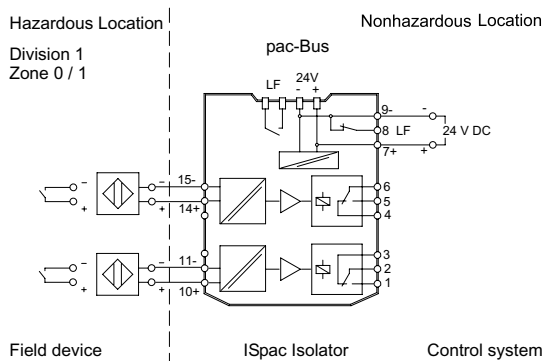 Hazardous Location
Nonhazardous Location
Division 1
Zone 0 / 1
pac-Bus
LF
24V
- +
9-
-
8 LF
24 V DC
7+
+
15-
-
-
14+
+
+
6
5
4
11-
-
-
10+
+
+
3
2
1
Field device
ISpac Isolator
Control system